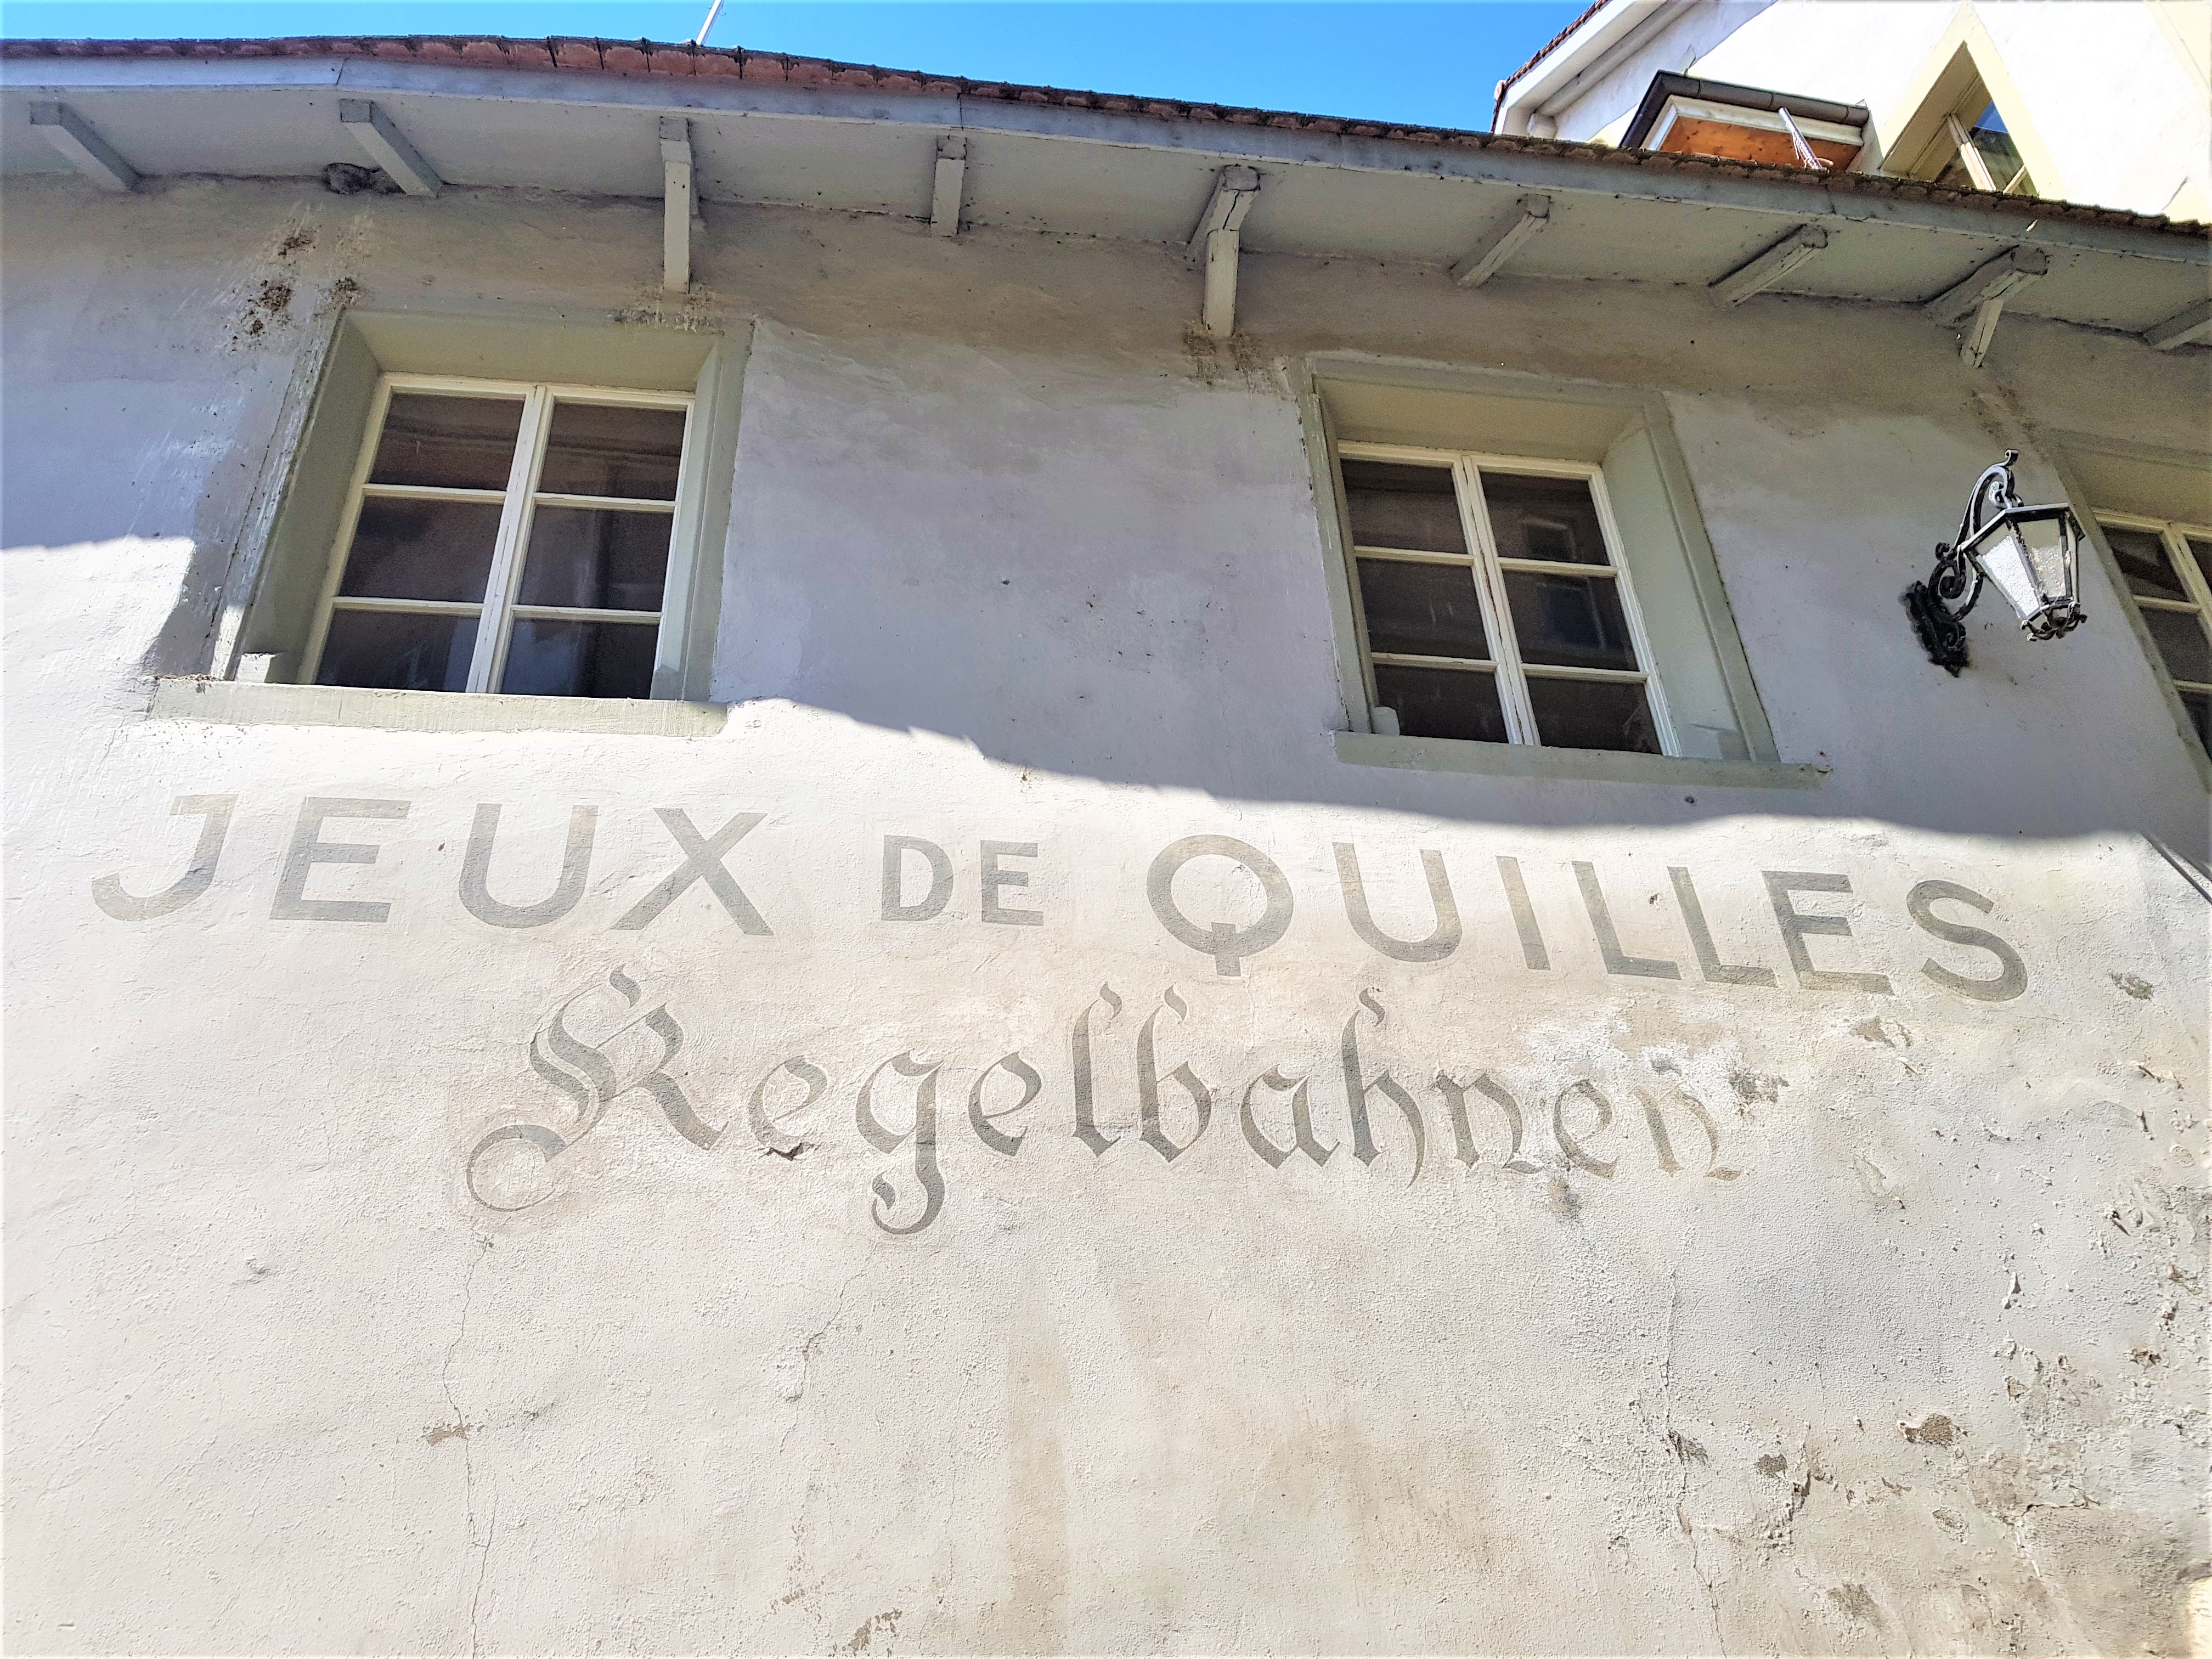 JEUX DE QUILLES
Kegelbahnen